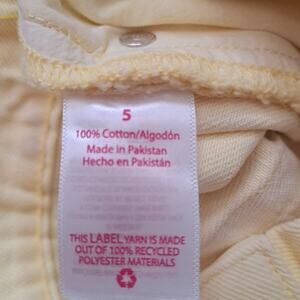 5
100% Cotton/Algodón
Made in Pakistan
Hecho en Pakistán
THIS LABEL YARN IS MADE
OUT OF 100% RECYCLED
POLYESTER MATERIALS